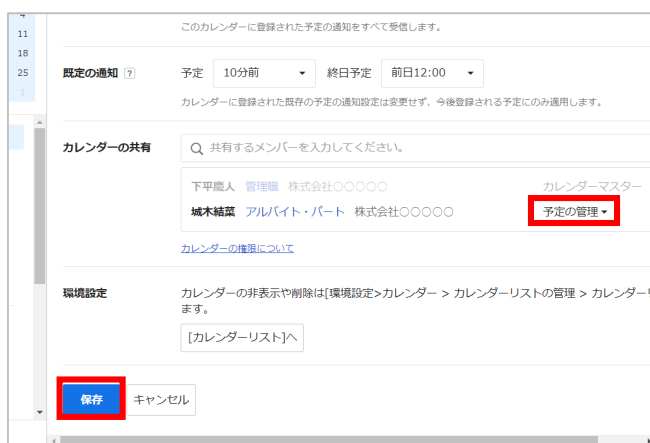 4
11
18
25
1
このカレンダーに登録された予定の通知をすべて受信します。
既定の通知 ?
予定 10分前 終日予定 前日12:00
カレンダーに登録された既存の予定の通知設定は変更せず、今後登録される予定にのみ適用します。
カレンダーの共有
共有するメンバーを入力してください。
下平慶人 管理職 株式会社○○○○○ カレンダーマスター
城木結菜 アルバイト・パート 株式会社○○○○○ 予定の管理
カレンダーの権限について
環境設定
カレンダーの非表示や削除は[環境設定>カレンダー > カレンダーリストの管理 > カレンダー
ます。
[カレンダーリスト]へ
保存 キャンセル